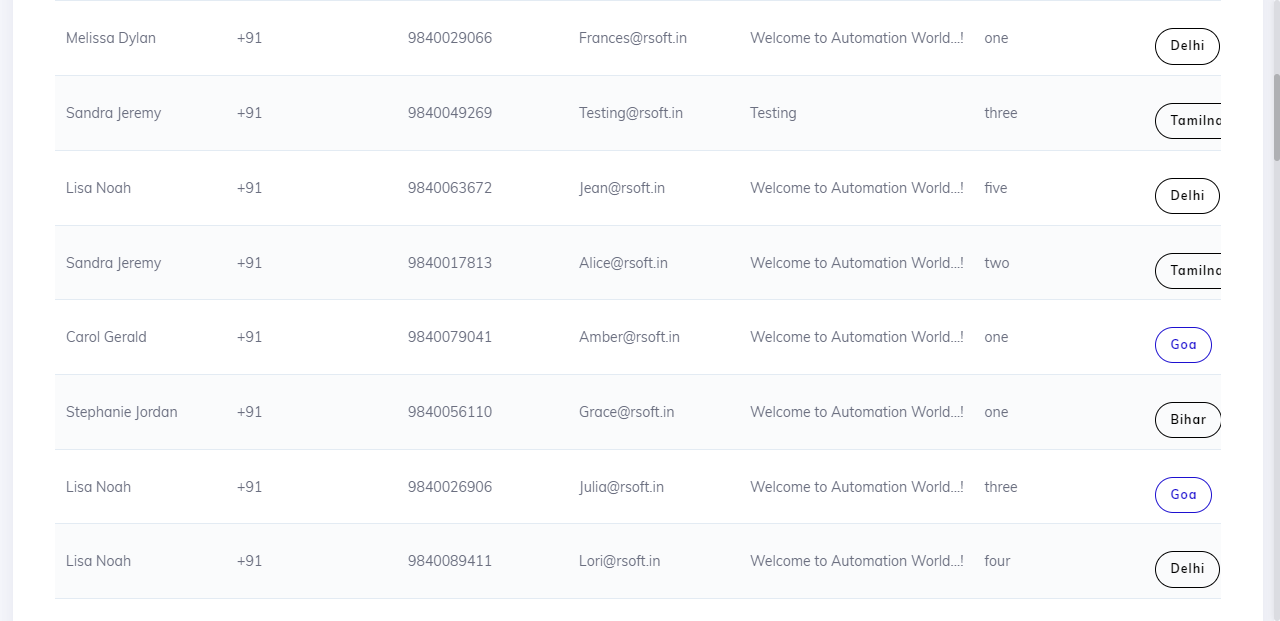 Melissa Dylan +91 9840029066 Frances@rsoft.in Welcome to Automation World...! one Delhi
Sandra Jeremy +91 9840049269 Testing@rsoft.in Testing three
Lisa Noah +91 9840063672 Jean@rsoft.in Welcome to Automation World...! five Delhi
Sandra Jeremy +91 9840017813 Alice@rsoft.in Welcome to Automation World...! two
Carol Gerald +91 9840079041 Amber@rsoft.in Welcome to Automation World...! one Goa
Stephanie Jordan +91 9840056110 Grace@rsoft.in Welcome to Automation World...! one Bihar
Lisa Noah +91 9840026906 Julia@rsoft.in Welcome to Automation World...! three Goa
Lisa Noah +91 9840089411 Lori@rsoft.in Welcome to Automation World...! four Delhi